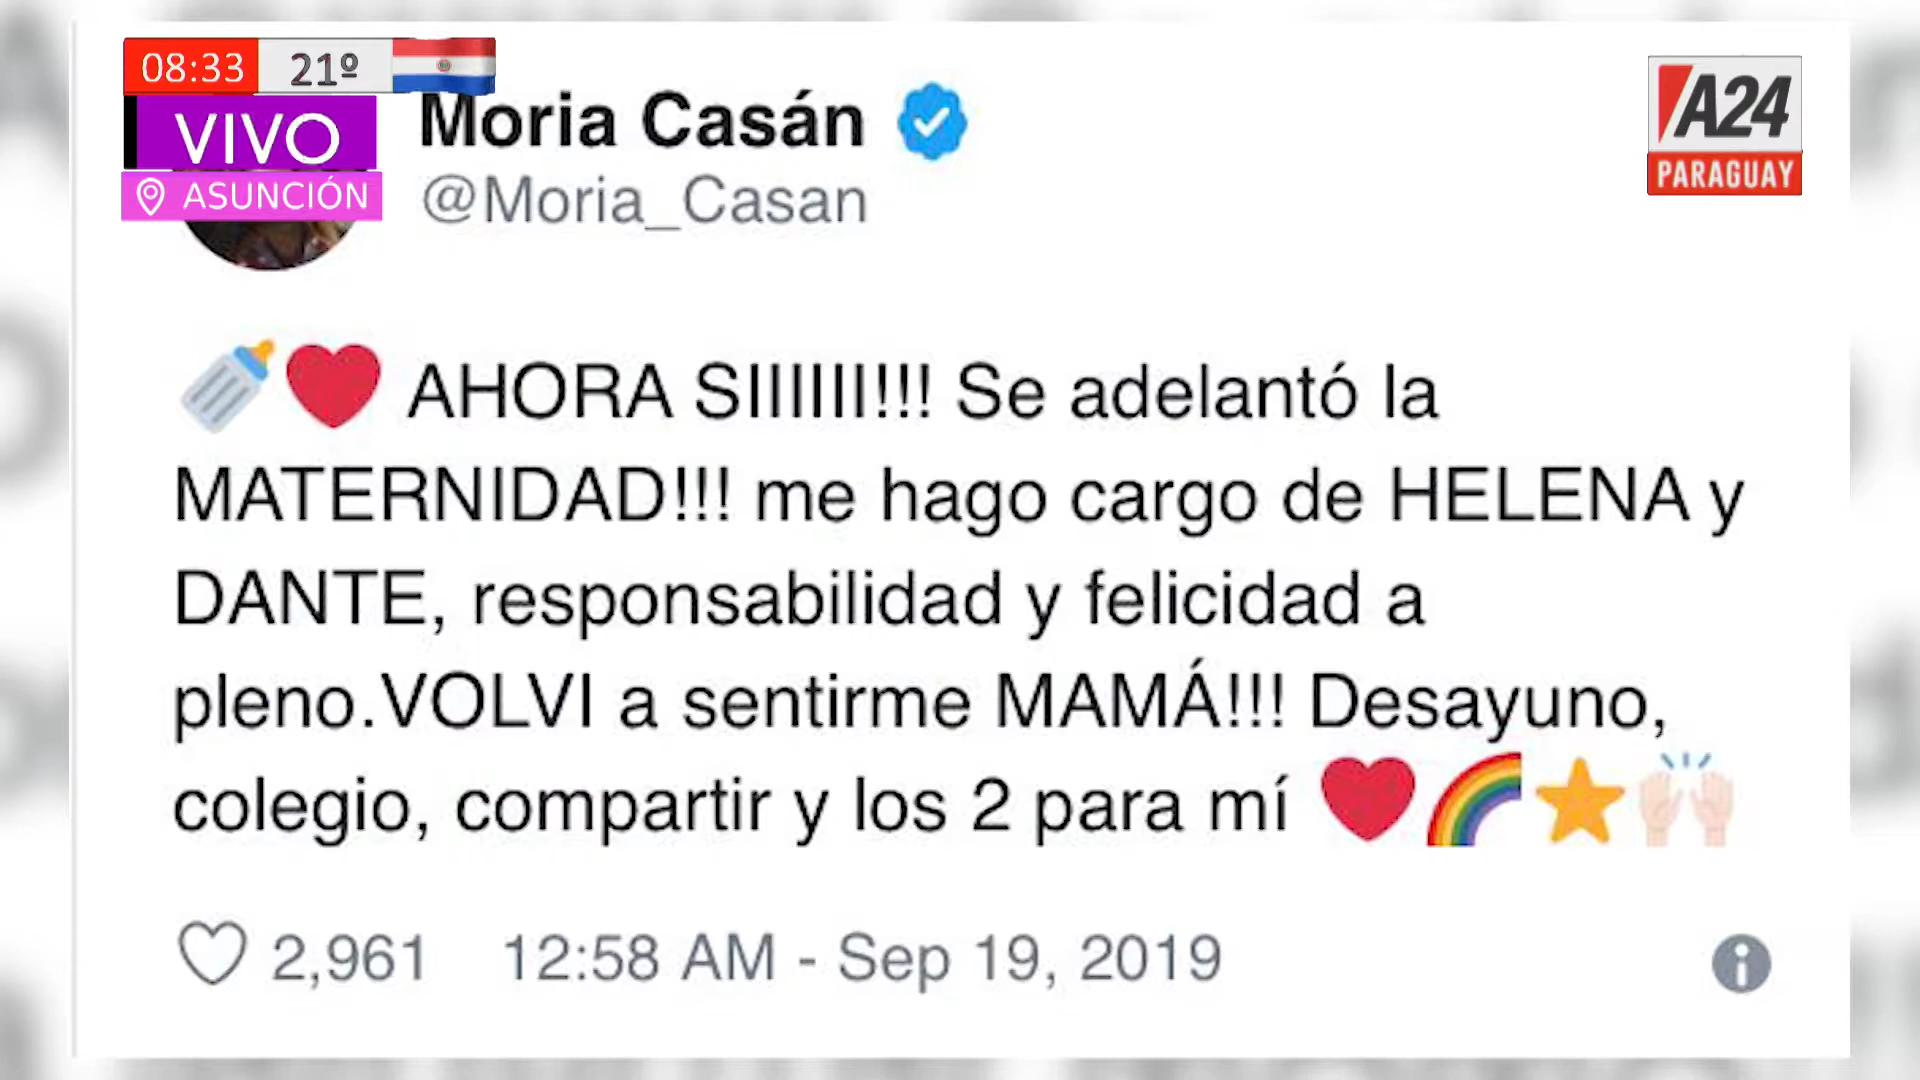 08:33 21º
VIVO
ASUNCIÓN
A24
PARAGUAY
Moria Casán
@Moria_Casan
🍼❤️ AHORA SIIIIII!!! Se adelantó la
MATERNIDAD!!! me hago cargo de HELENA y
DANTE, responsabilidad y felicidad a
pleno.VOLVI a sentirme MAMÁ!!! Desayuno,
colegio, compartir y los 2 para mí ❤️🌈⭐🙌🏻
2,961 12:58 AM - Sep 19, 2019